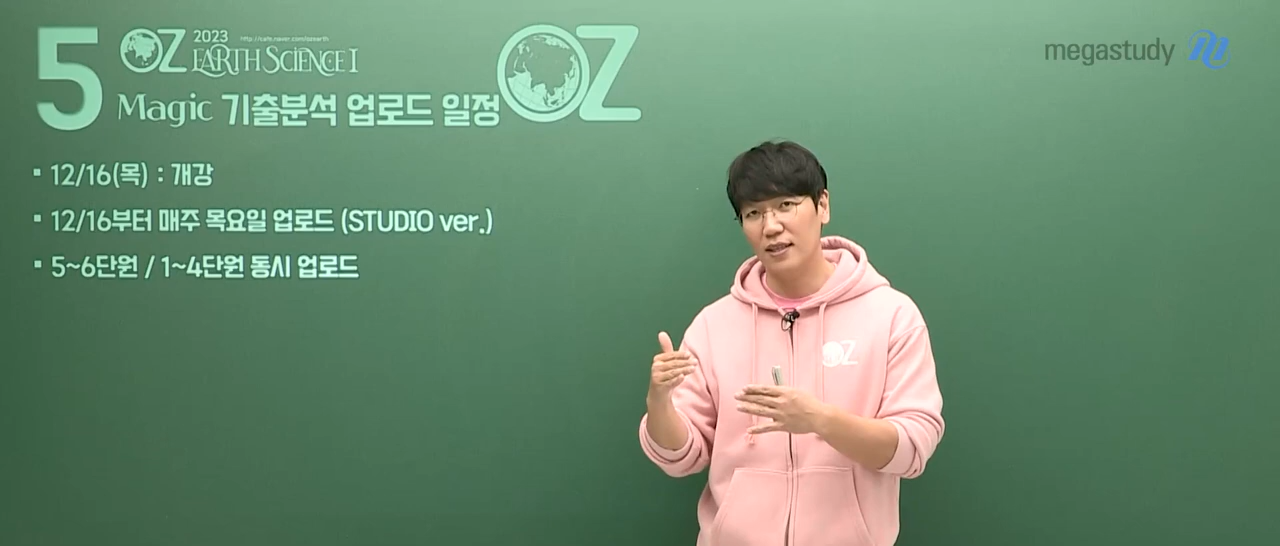 5
OZ 2023 http://cafe.naver.com/ozearth
EARTH SCIENCE I
OZ
Magic 기출분석 업로드 일정
megastudy
▪ 12/16(목) : 개강
▪ 12/16부터 매주 목요일 업로드 (STUDIO ver.)
▪ 5~6단원 / 1~4단원 동시 업로드
OZ